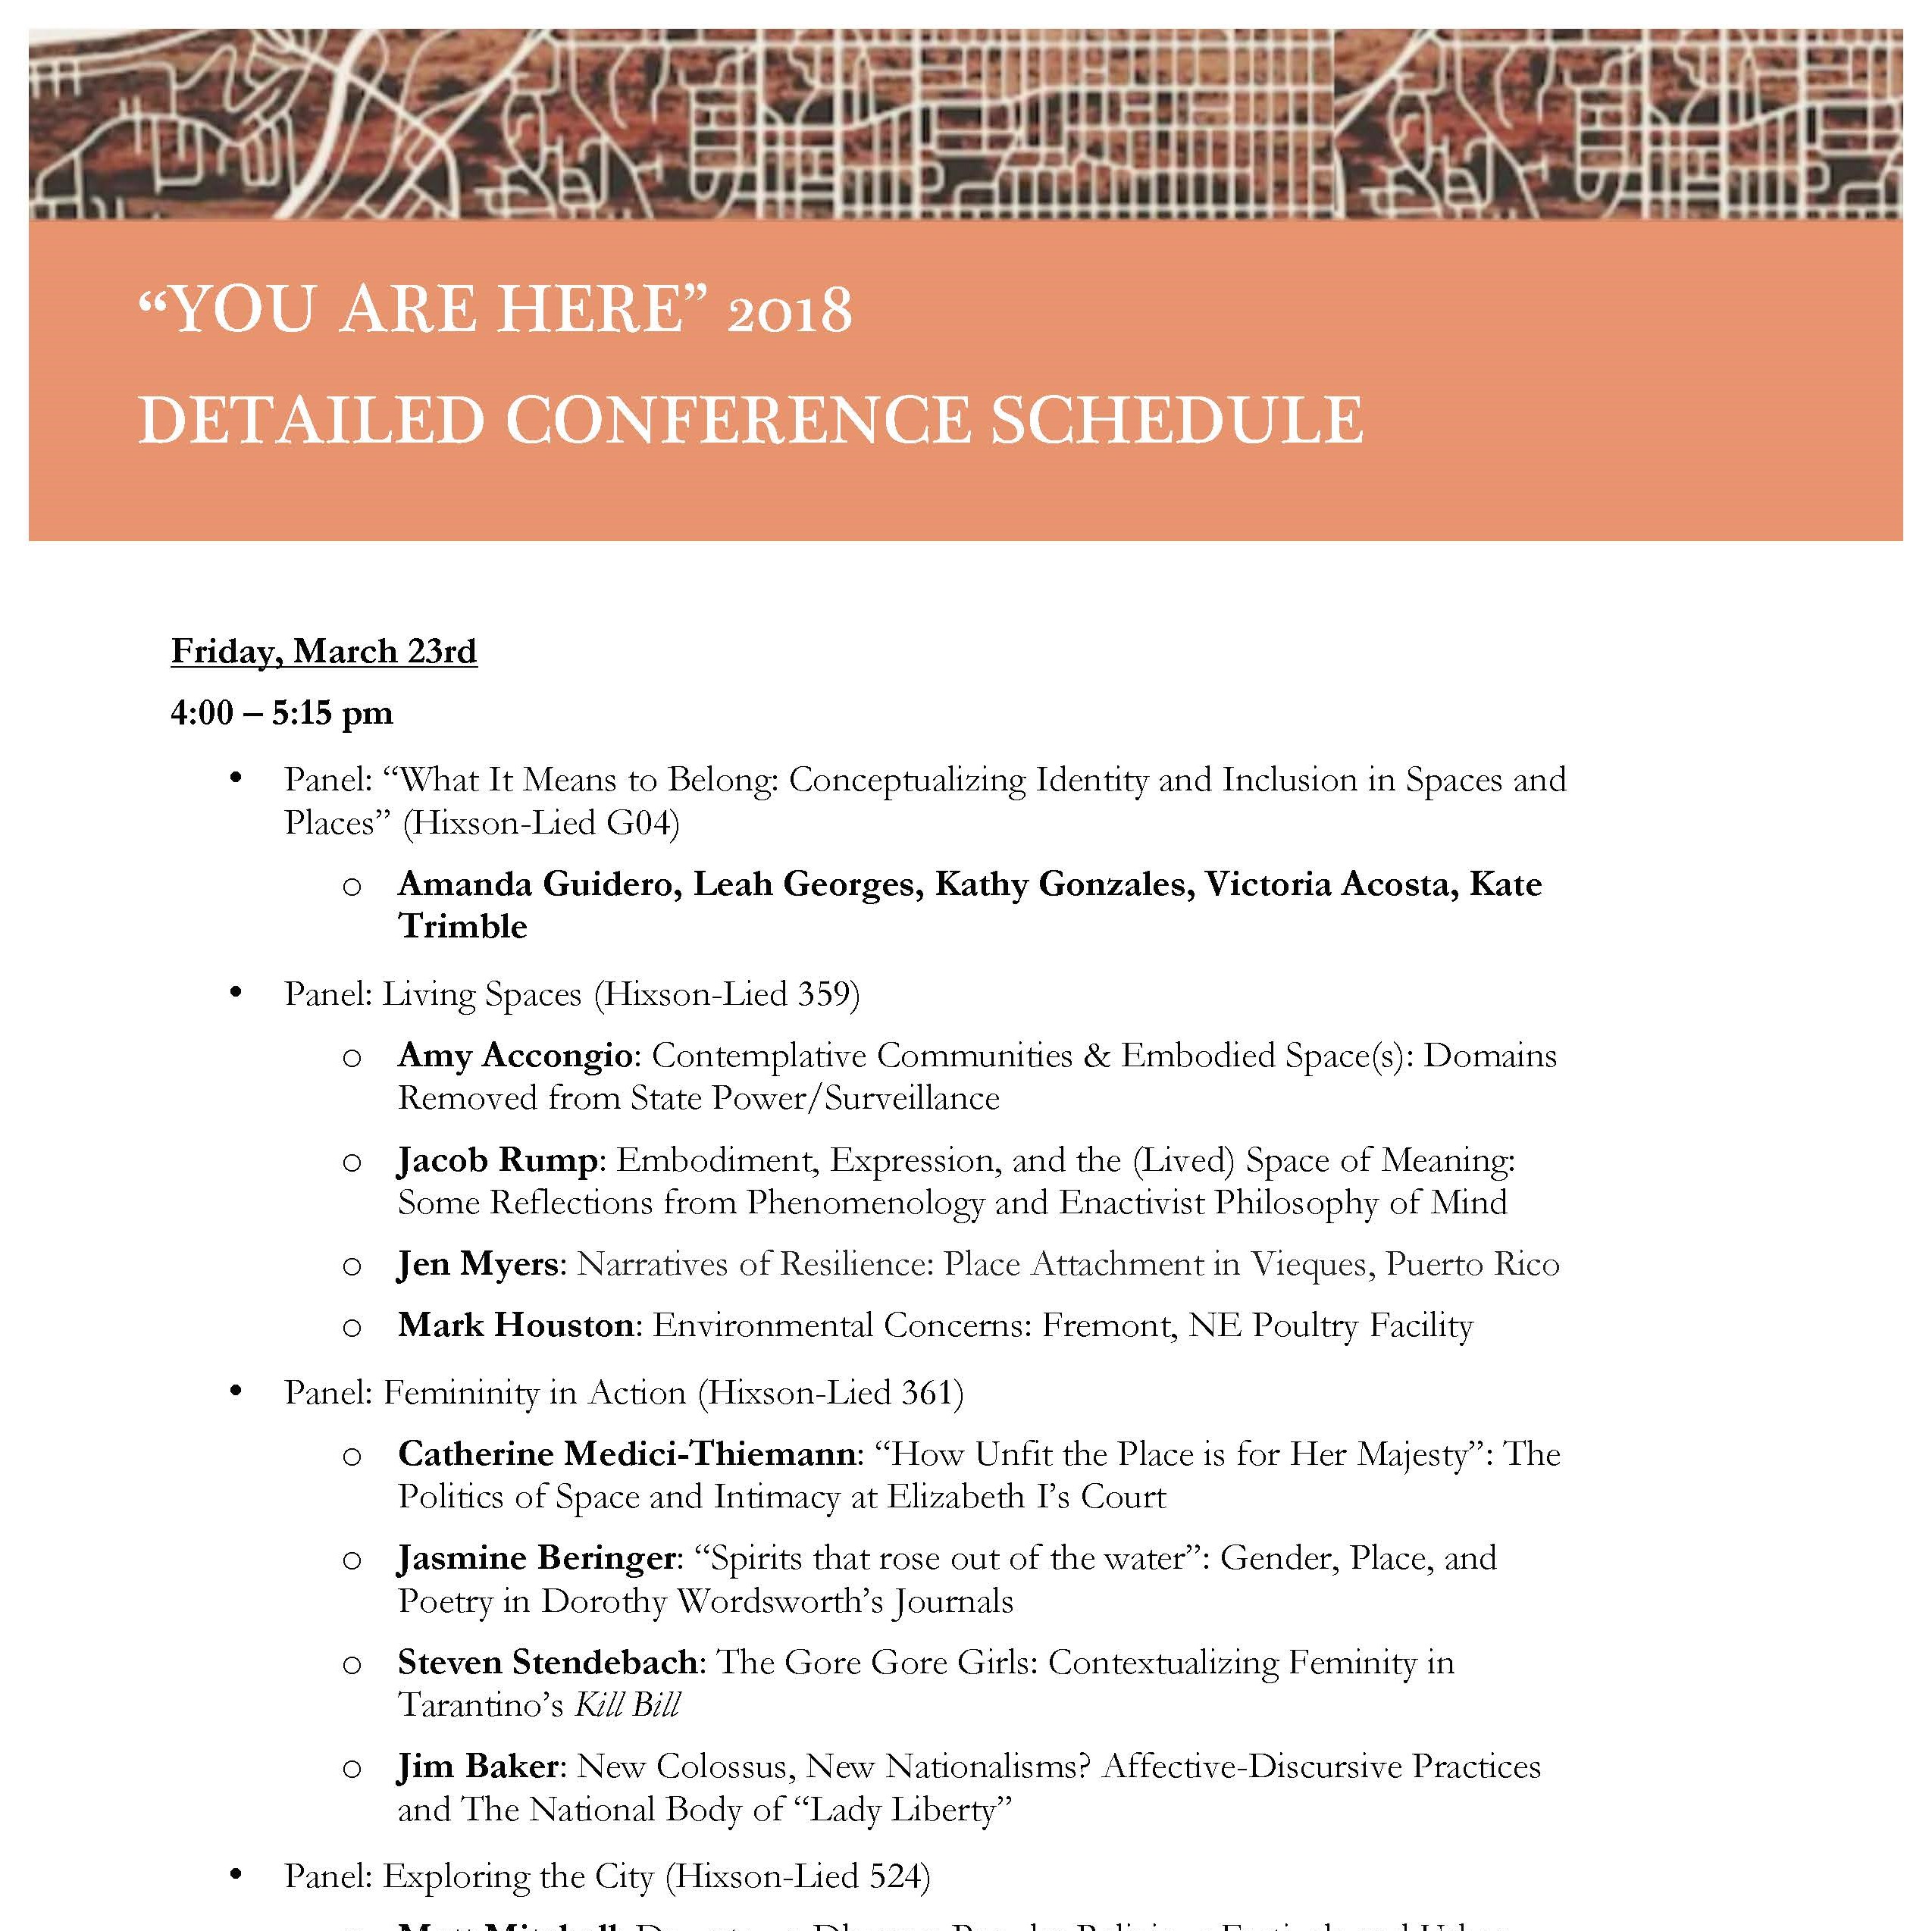 “YOU ARE HERE” 2018
DETAILED CONFERENCE SCHEDULE
Friday, March 23rd
4:00 – 5:15 pm
• Panel: “What It Means to Belong: Conceptualizing Identity and Inclusion in Spaces and
Places” (Hixson-Lied G04)
o Amanda Guidero, Leah Georges, Kathy Gonzales, Victoria Acosta, Kate
Trimble
• Panel: Living Spaces (Hixson-Lied 359)
o Amy Accongio: Contemplative Communities & Embodied Space(s): Domains
Removed from State Power/Surveillance
o Jacob Rump: Embodiment, Expression, and the (Lived) Space of Meaning:
Some Reflections from Phenomenology and Enactivist Philosophy of Mind
o Jen Myers: Narratives of Resilience: Place Attachment in Vieques, Puerto Rico
o Mark Houston: Environmental Concerns: Fremont, NE Poultry Facility
• Panel: Femininity in Action (Hixson-Lied 361)
o Catherine Medici-Thiemann: “How Unfit the Place is for Her Majesty”: The
Politics of Space and Intimacy at Elizabeth I’s Court
o Jasmine Beringer: “Spirits that rose out of the water”: Gender, Place, and
Poetry in Dorothy Wordsworth’s Journals
o Steven Stendebach: The Gore Gore Girls: Contextualizing Feminity in
Tarantino’s Kill Bill
o Jim Baker: New Colossus, New Nationalisms? Affective-Discursive Practices
and The National Body of “Lady Liberty”
• Panel: Exploring the City (Hixson-Lied 524)